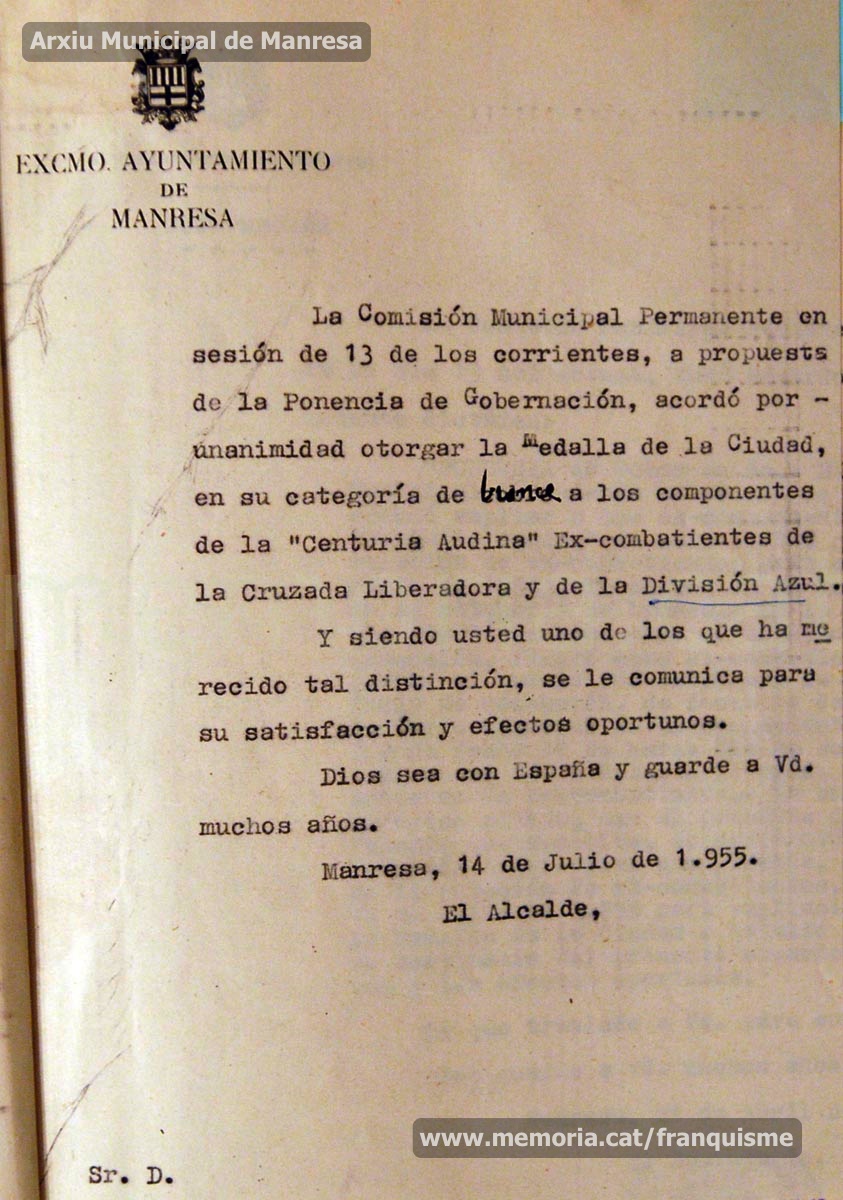 Arxiu Municipal de Manresa
EXCMO. AYUNTAMIENTO
DE
MANRESA
La Comisión Municipal Permanente en
sesión de 13 de los corrientes, a propuesta
de la Ponencia de Gobernación, acordó por -
unanimidad otorgar la Medalla de la Ciudad,
en su categoría de a los componentes
de la "Centuria Audina" Ex-combatientes de
la Cruzada Liberadora y de la División Azul.
Y siendo usted uno de los que ha me
recido tal distinción, se le comunica para
su satisfacción y efectos oportunos.
Dios sea con España y guarde a Vd.
muchos años.
Manresa, 14 de Julio de 1.955.
El Alcalde,
www.memoria.cat/franquisme
Sr. D.